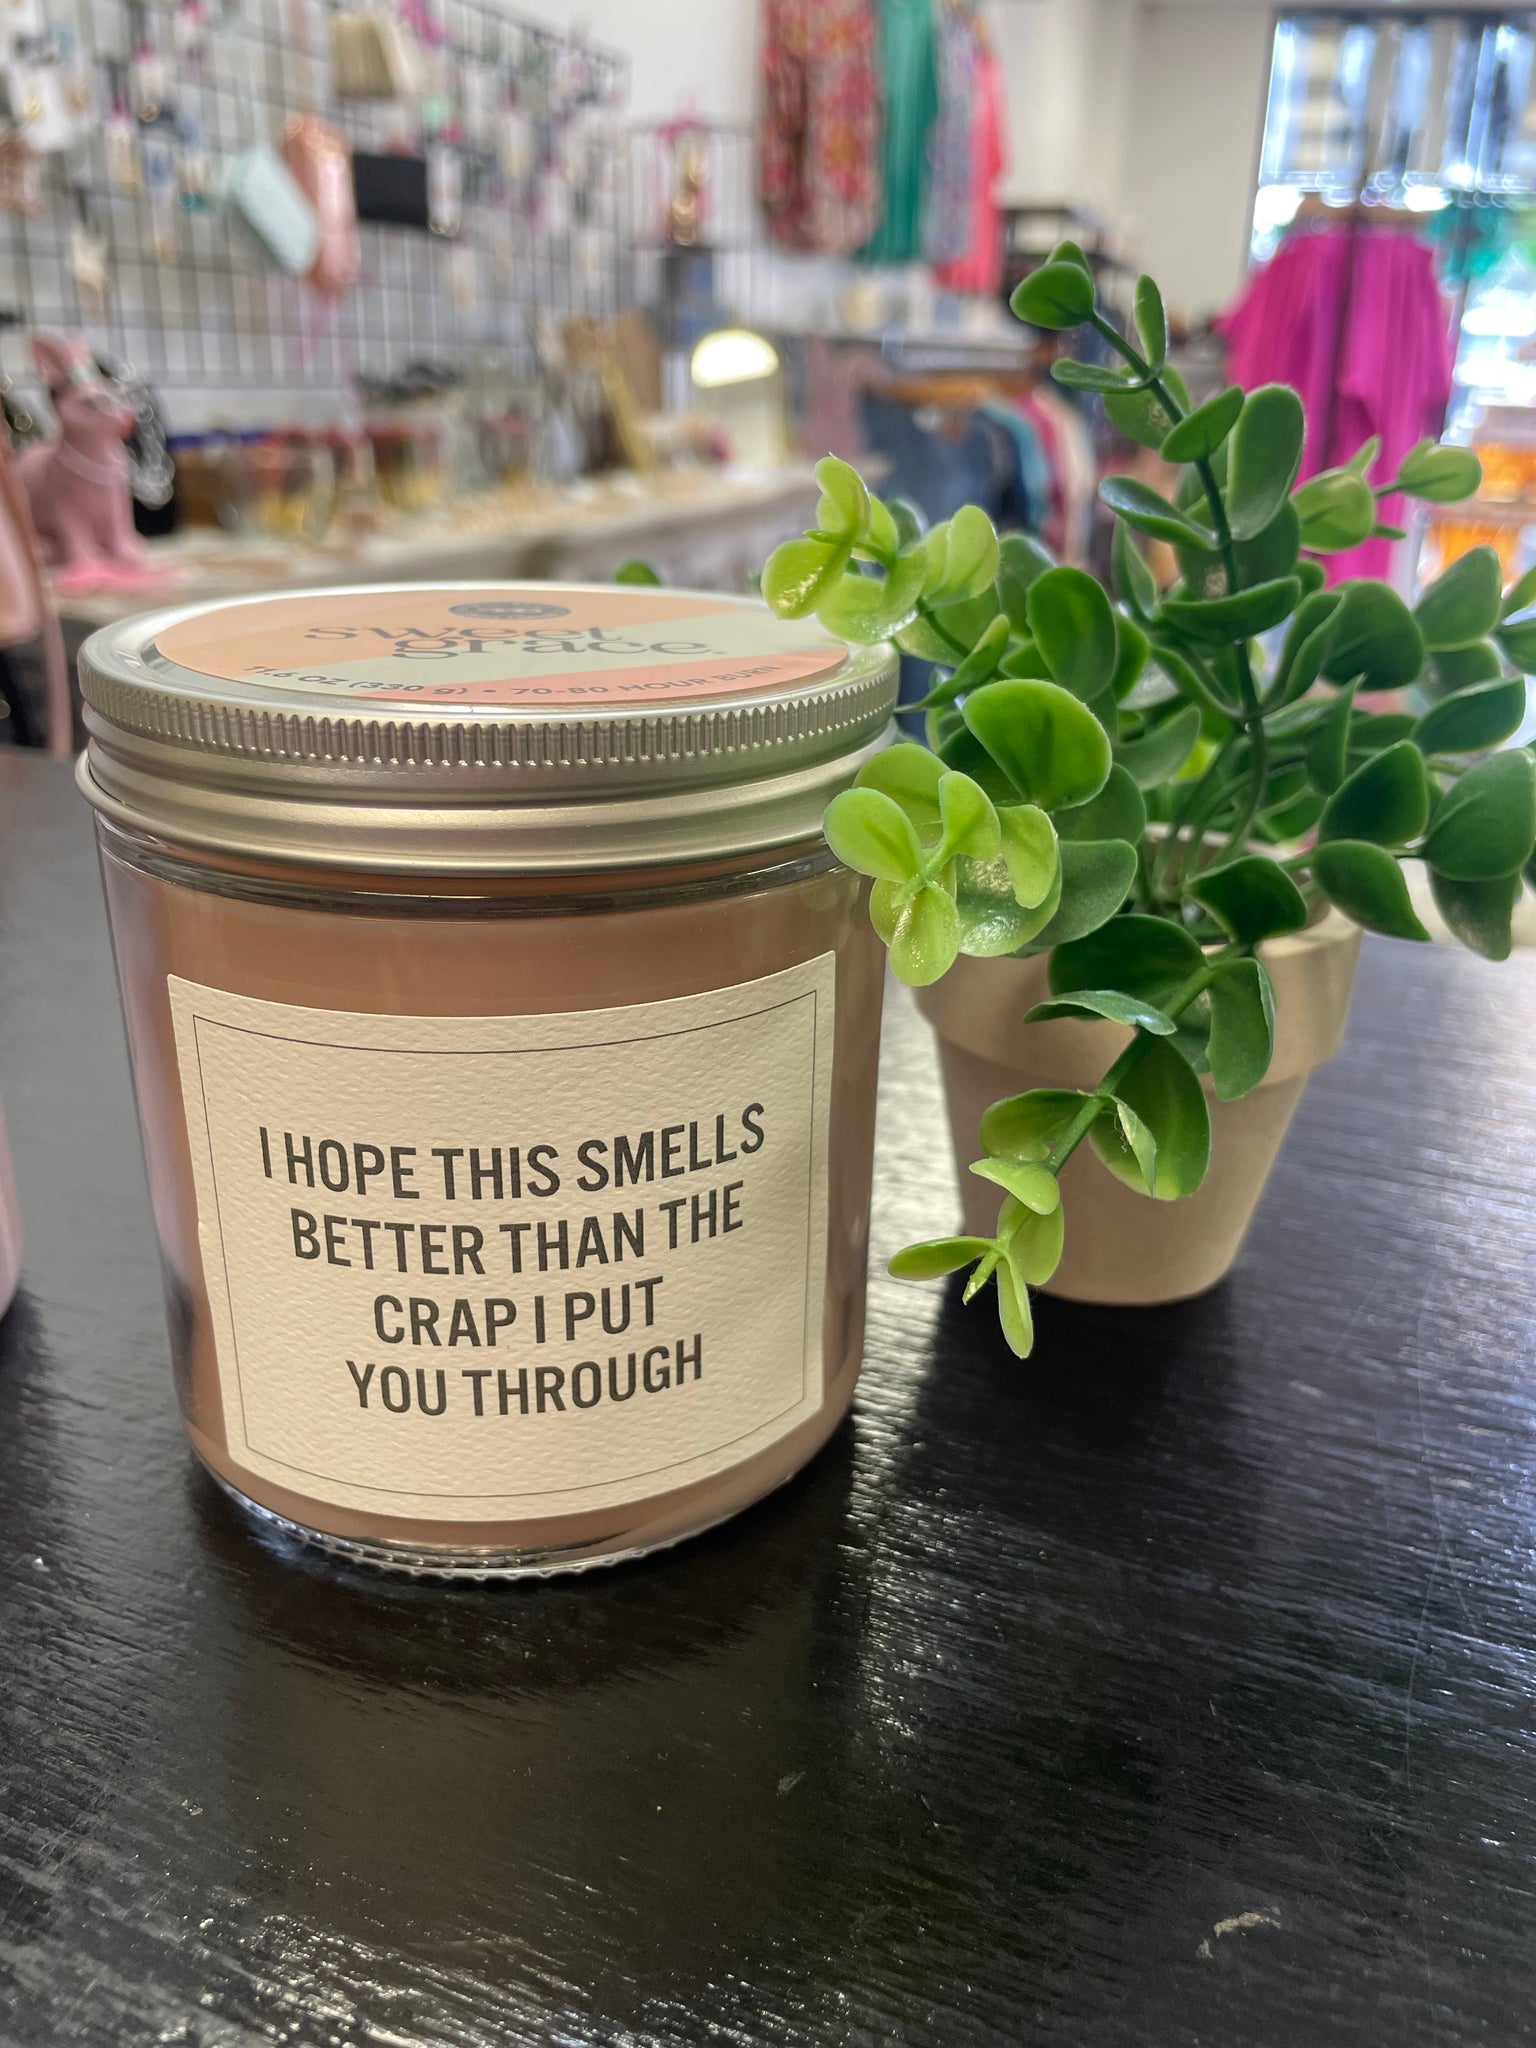 sweet
grace.
11.6 OZ (330 g) • 70-80 HOUR BURN
I HOPE THIS SMELLS
BETTER THAN THE
CRAP I PUT
YOU THROUGH